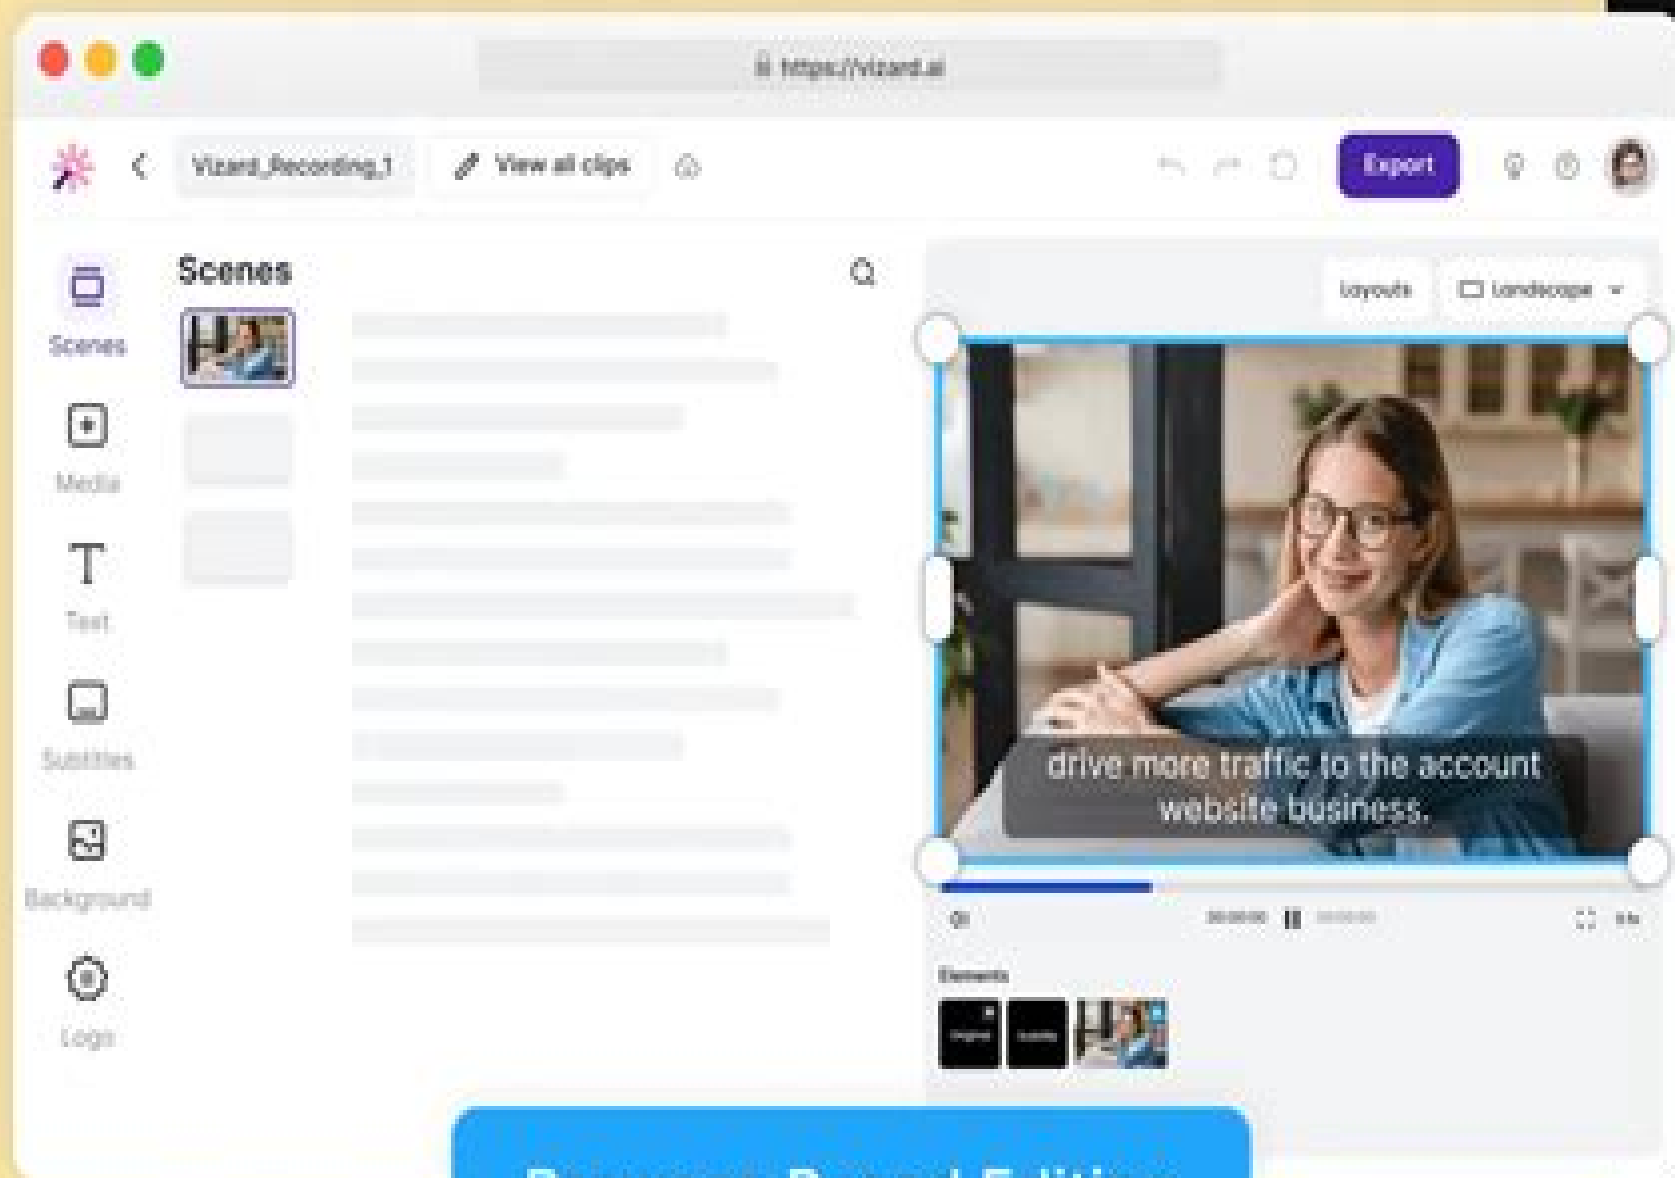 https://vizard.ai
Vizard_Recording_1
View all clips
Export
Scenes
Layouts
Landscape
Scenes
Media
Text
Subtitles
Background
Logo
drive more traffic to the account
website business.
Elements